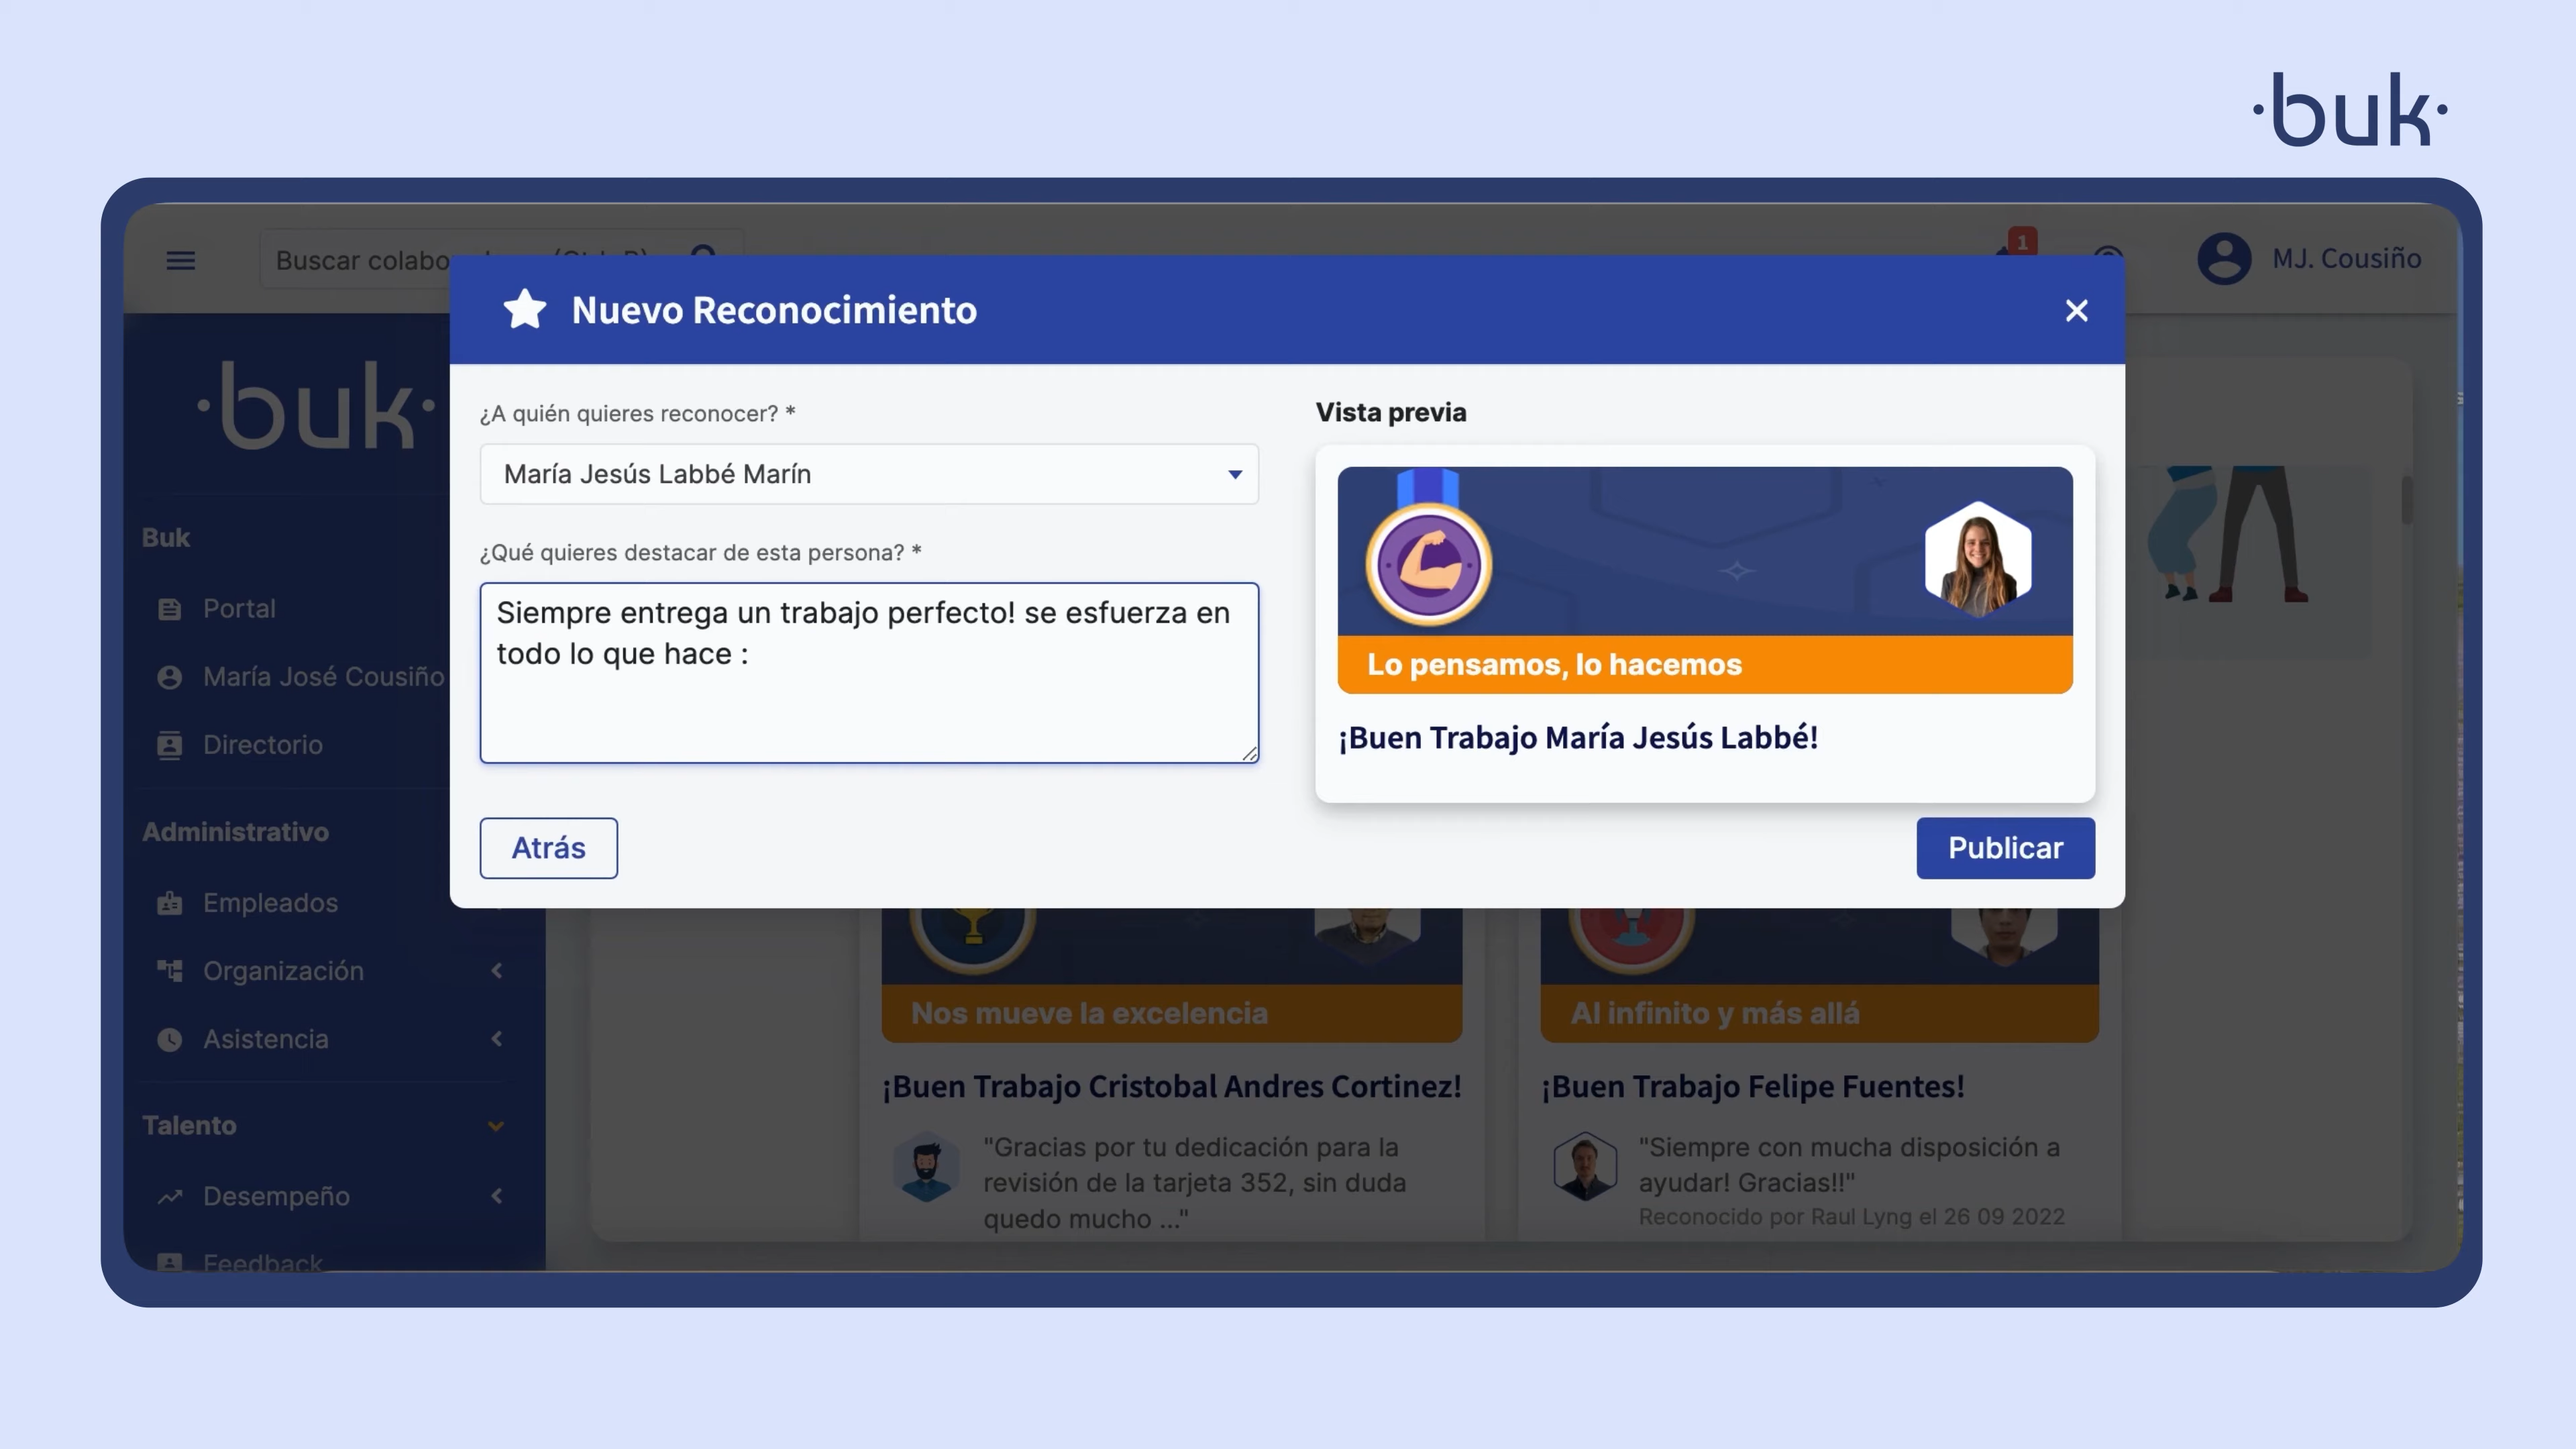 buk
Buscar colabo
1
MJ. Cousiño
Nuevo Reconocimiento
buk
Buk
Portal
María José Cousiño
Directorio
Administrativo
Empleados
Organización
Asistencia
Talento
Desempeño
Feedback
¿A quién quieres reconocer? *
María Jesús Labbé Marín
¿Qué quieres destacar de esta persona? *
Siempre entrega un trabajo perfecto! se esfuerza en
todo lo que hace :
Atrás
Vista previa
Lo pensamos, lo hacemos
¡Buen Trabajo María Jesús Labbé!
Publicar
Nos mueve la excelencia
¡Buen Trabajo Cristobal Andres Cortinez!
"Gracias por tu dedicación para la
revisión de la tarjeta 352, sin duda
quedo mucho ..."
Al infinito y más allá
¡Buen Trabajo Felipe Fuentes!
"Siempre con mucha disposición a
ayudar! Gracias!!"
Reconocido por Raul Lyng el 26 09 2022